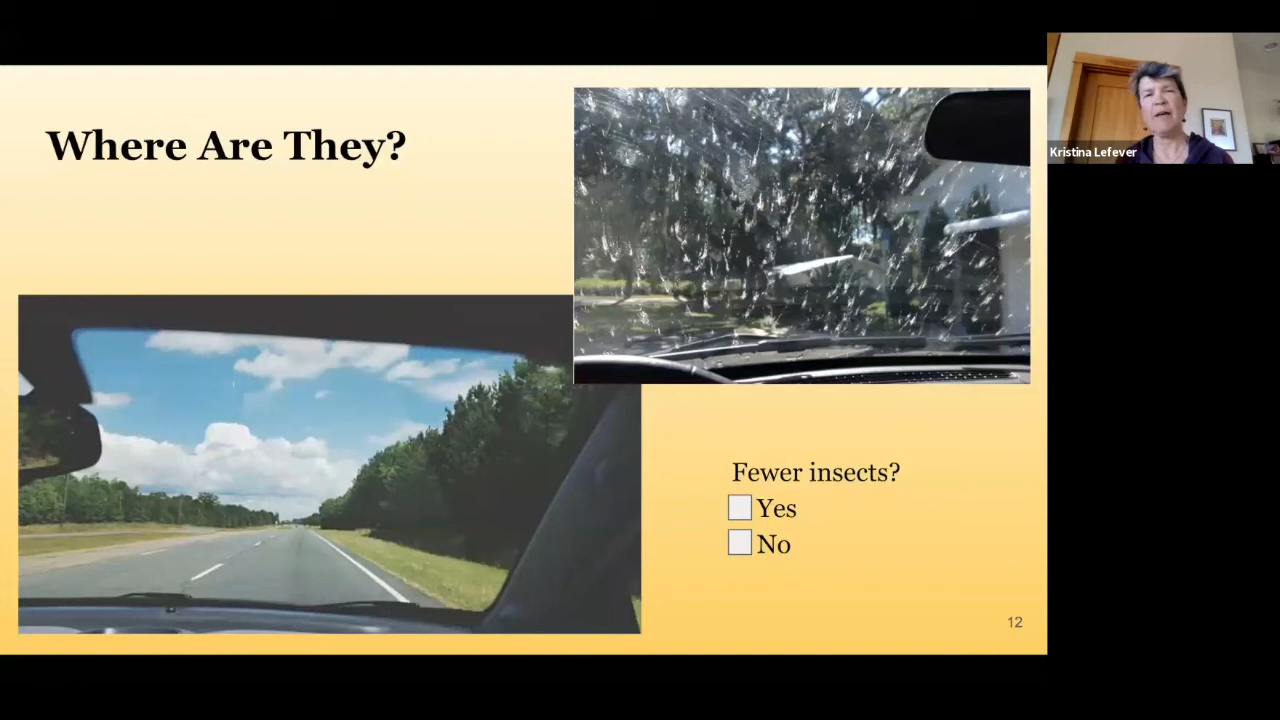 Where Are They?
Kristina Lefever
Fewer insects?
Yes
No
12